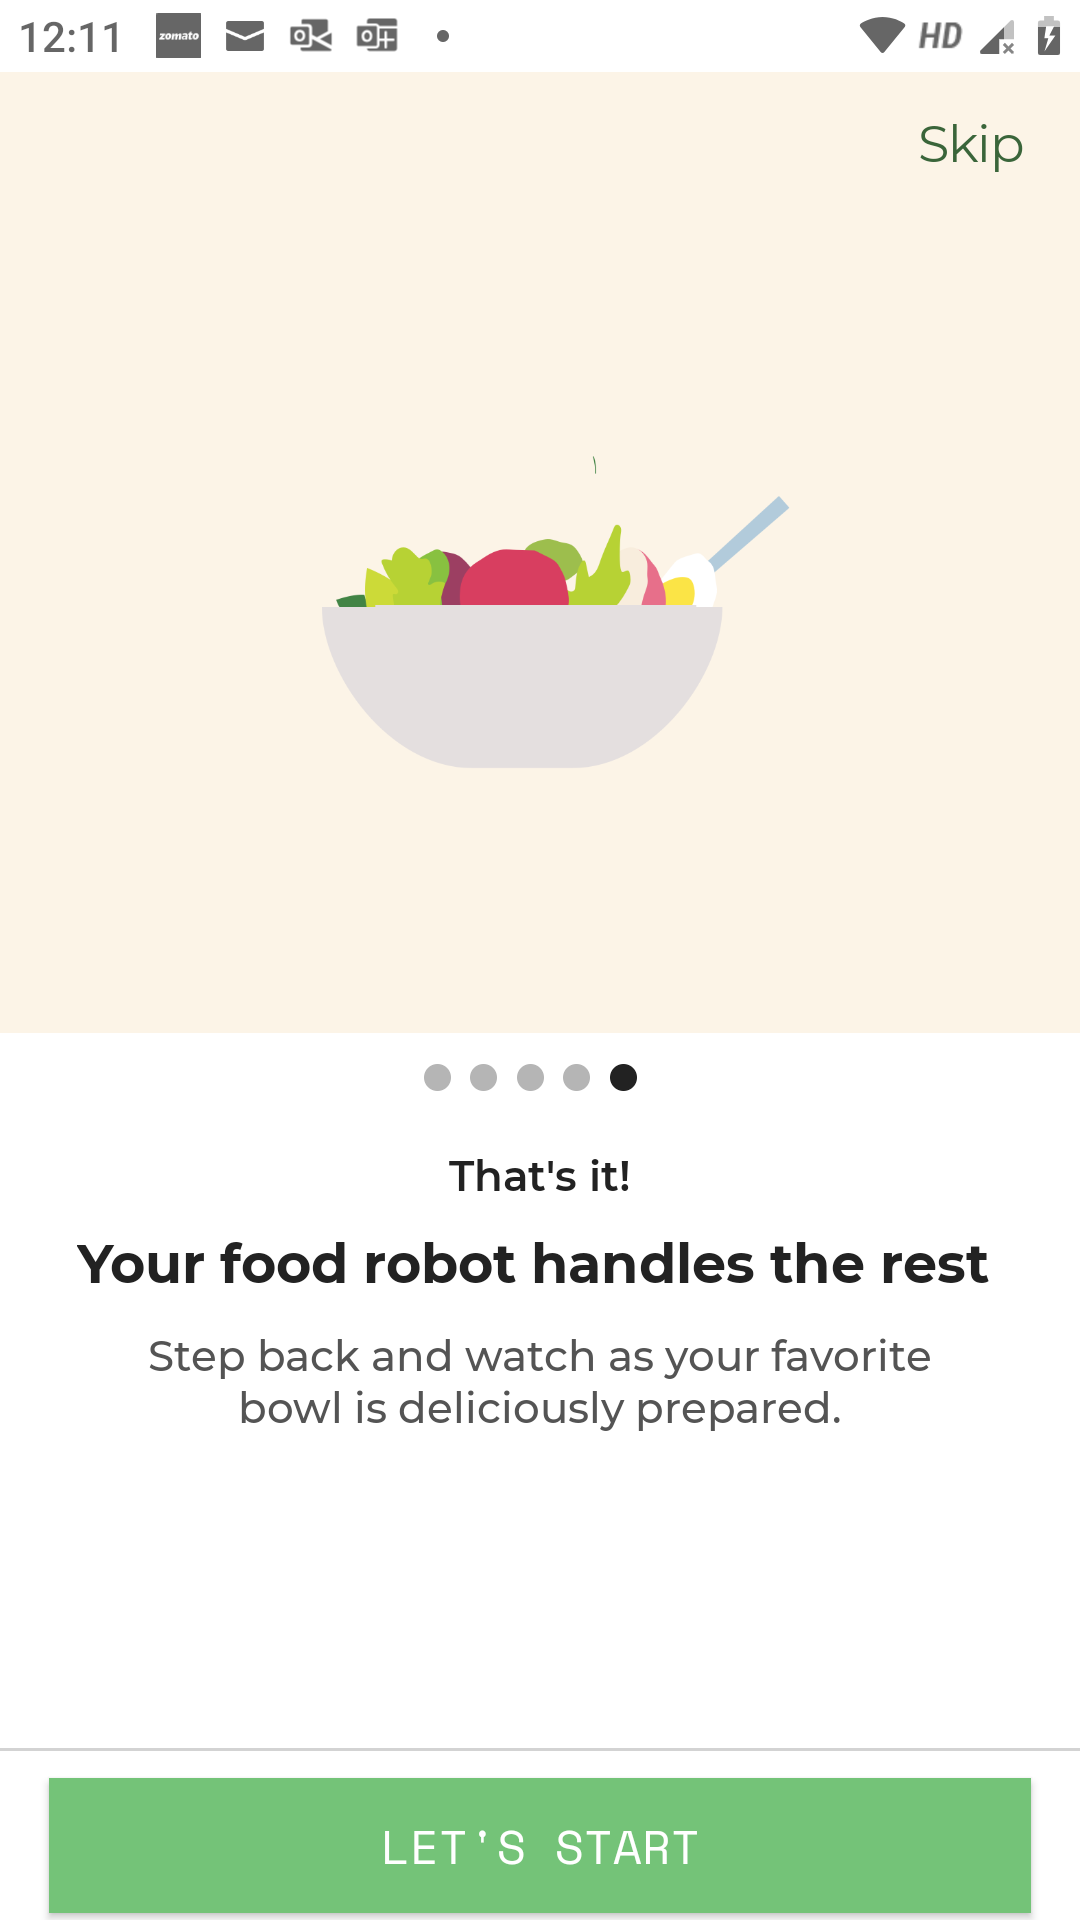 12:11 zomato HD
Skip
That's it!
Your food robot handles the rest
Step back and watch as your favorite
bowl is deliciously prepared.
LET'S START